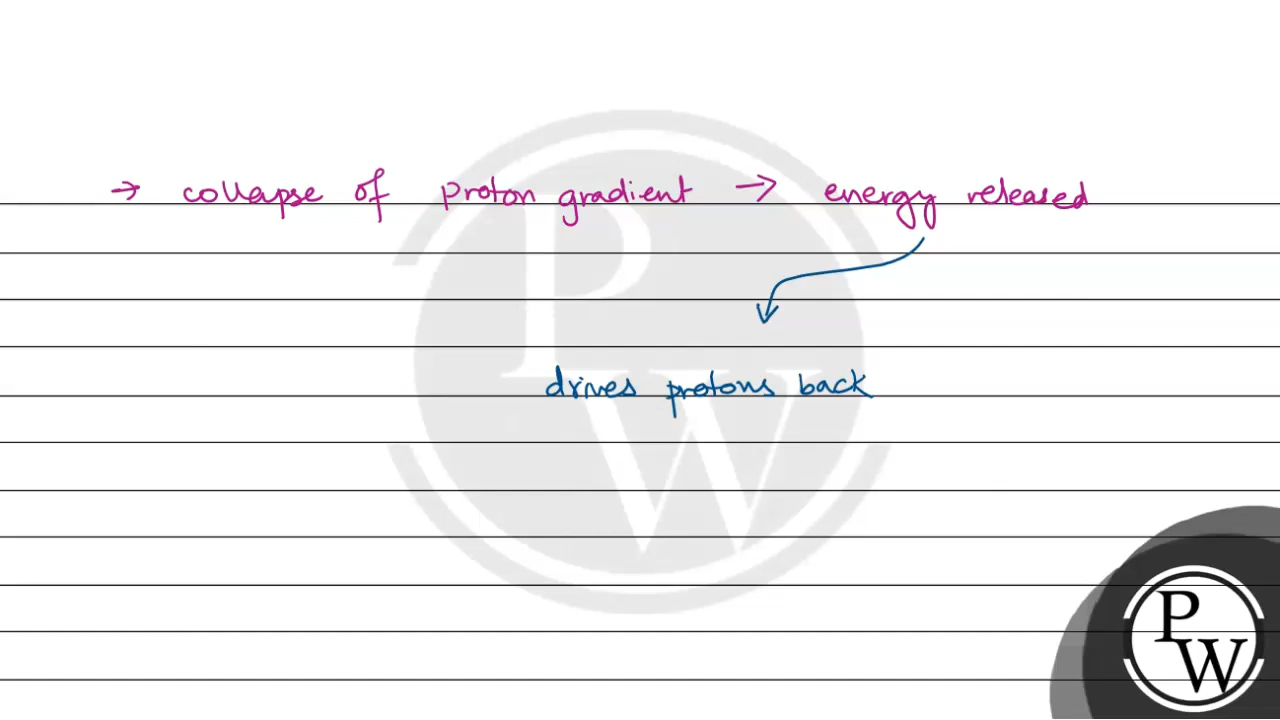 → collapse of proton gradient → energy released
drives protons back
P
W
P
W